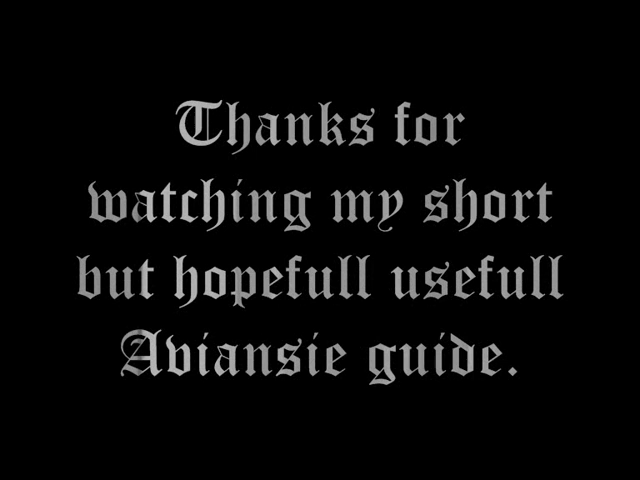 Thanks for
watching my short
but hopefull usefull
Aviansie guide.